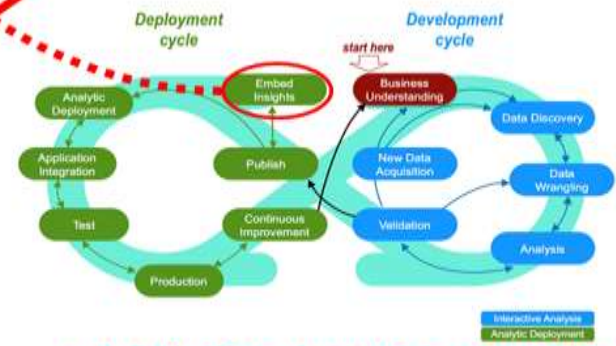 Deployment
cycle
Development
cycle
start here
Embed
Insights
Business
Understanding
Analytic
Deployment
Data Discovery
Application
Integration
Publish
New Data
Acquisition
Data
Wrangling
Test
Continuous
Improvement
Validation
Analysis
Production
Interactive Analysis
Analytic Deployment